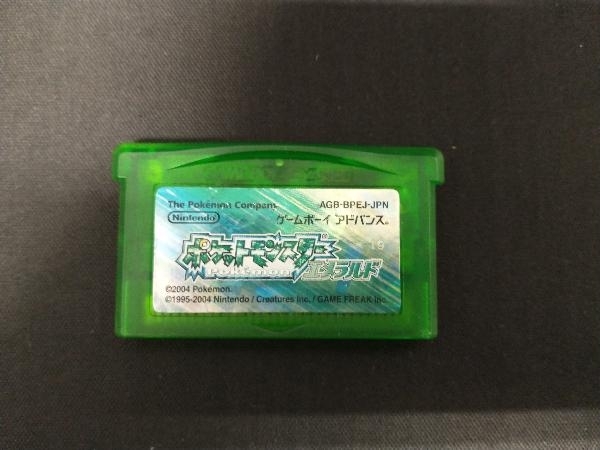 The Pokémon Company
AGB-BPEJ-JPN
Nintendo
ゲームボーイ アドバンス
ポケットモンスター
エメラルド
POKéMON
19
©2004 Pokémon.
©1995-2004 Nintendo / Creatures inc. / GAME FREAK inc.